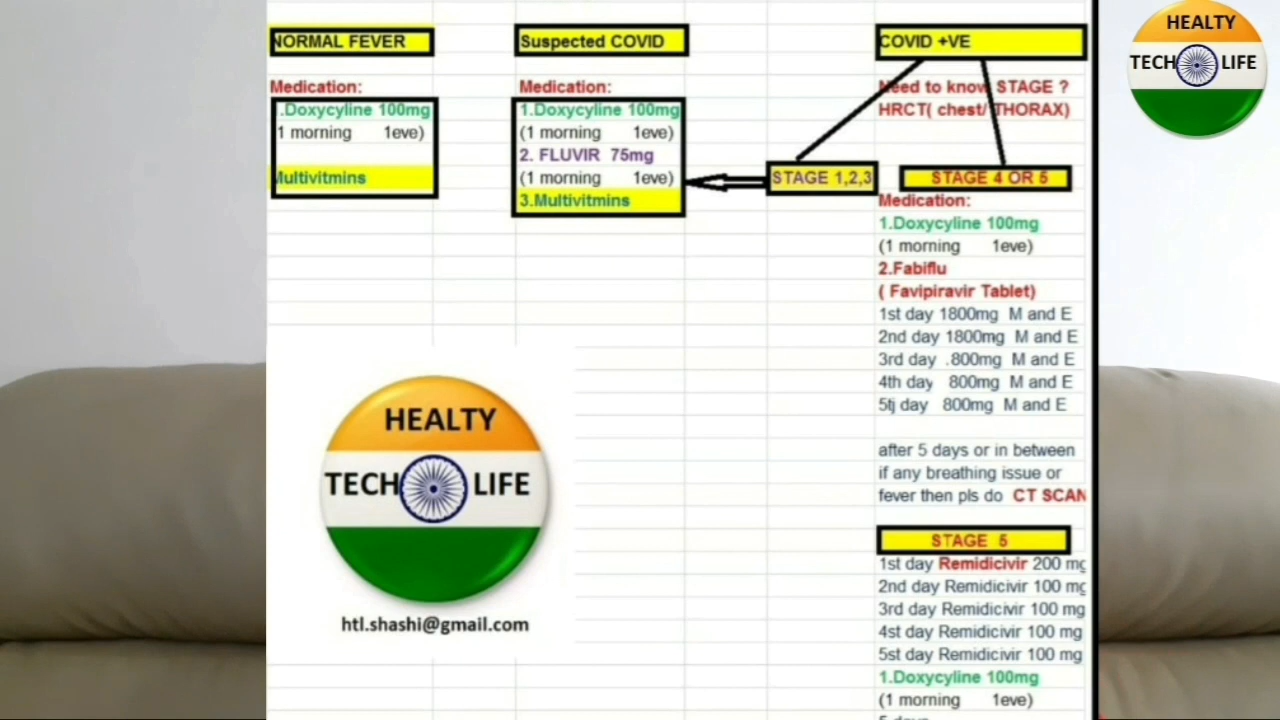 NORMAL FEVER
Medication:
.Doxycyline 100mg
(1 morning 1eve)
Multivitmins
Suspected COVID
Medication:
1.Doxycyline 100mg
(1 morning 1eve)
2. FLUVIR 75mg
(1 morning 1eve)
3.Multivitmins
COVID +VE
Need to know STAGE ?
HRCT( chest/ THORAX)
STAGE 1,2,3
STAGE 4 OR 5
Medication:
1.Doxycyline 100mg
(1 morning 1eve)
2.Fabiflu
( Favipiravir Tablet)
1st day 1800mg M and E
2nd day 1800mg M and E
3rd day .800mg M and E
4th day 800mg M and E
5tj day 800mg M and E
after 5 days or in between
if any breathing issue or
fever then pls do CT SCAN
STAGE 5
1st day Remidicivir 200 mg
2nd day Remidicivir 100 mg
3rd day Remidicivir 100 mg
4st day Remidicivir 100 mg
5st day Remidicivir 100 mg
1.Doxycyline 100mg
(1 morning 1eve)
HEALTY
TECH LIFE
htl.shashi@gmail.com
HEALTY
TECH LIFE